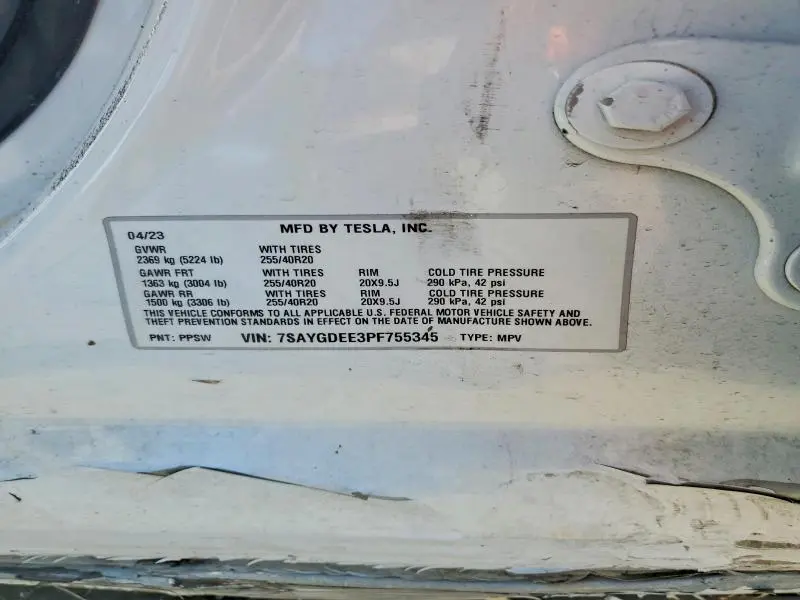 04/23 MFD BY TESLA, INC.
GVWR WITH TIRES
2369 kg (5224 lb) 255/40R20
GAWR FRT WITH TIRES RIM COLD TIRE PRESSURE
1363 kg (3004 lb) 255/40R20 20X9.5J 290 kPa, 42 psi
GAWR RR WITH TIRES RIM COLD TIRE PRESSURE
1500 kg (3306 lb) 255/40R20 20X9.5J 290 kPa, 42 psi
THIS VEHICLE CONFORMS TO ALL APPLICABLE U.S. FEDERAL MOTOR VEHICLE SAFETY AND
THEFT PREVENTION STANDARDS IN EFFECT ON THE DATE OF MANUFACTURE SHOWN ABOVE.
PNT: PPSW VIN: 7SAYGDEE3PF755345 TYPE: MPV